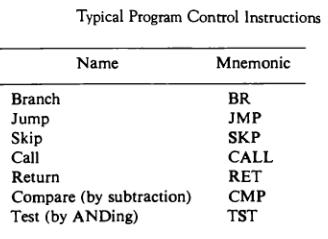 Typical Program Control Instructions
Name Mnemonic
Branch BR
Jump JMP
Skip SKP
Call CALL
Return RET
Compare (by subtraction) CMP
Test (by ANDing) TST